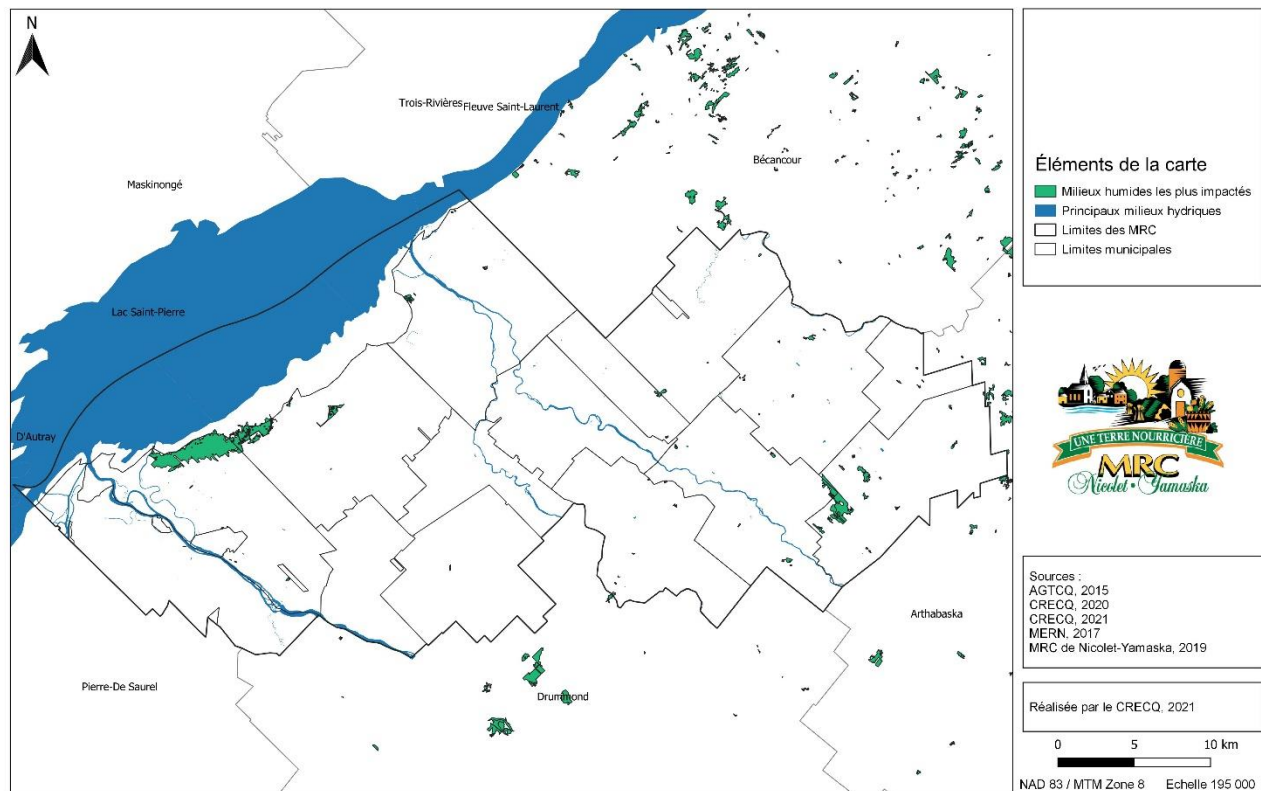 N
Trois-Rivières
Fleuve Saint-Laurent
Bécancour
Maskinongé
Lac Saint-Pierre
D'Autray
Arthabaska
Pierre-De Saurel
Drummond
Éléments de la carte
Milieux humides les plus impactés
Principaux milieux hydriques
Limites des MRC
Limites municipales
UNE TERRE NOURRICIÈRE
MRC
Nicolet • Yamaska
Sources :
AGTCQ, 2015
CRECQ, 2020
CRECQ, 2021
MERN, 2017
MRC de Nicolet-Yamaska, 2019
Réalisée par le CRECQ, 2021
0 5 10 km
NAD 83 / MTM Zone 8 Echelle 195 000